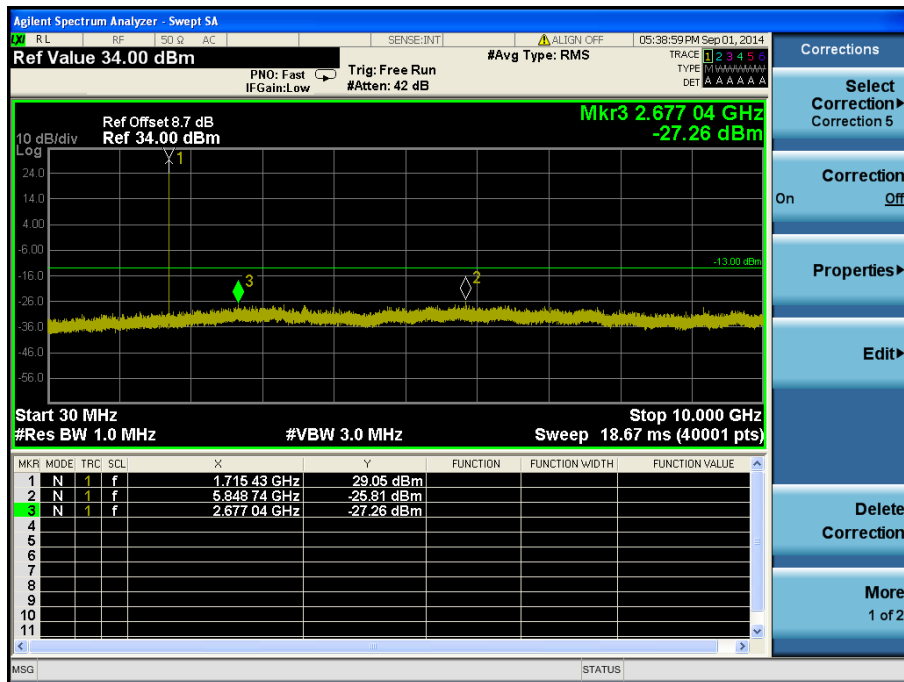 Agilent Spectrum Analyzer - Swept SA
LXI RL RF 50 Ω AC SENSE:INT ALIGN OFF 05:38:59 PM Sep 01, 2014
Ref Value 34.00 dBm
PNO: Fast
IFGain:Low
Trig: Free Run
#Atten: 42 dB
#Avg Type: RMS
TRACE 1 2 3 4 5 6
TYPE M WWWWW
DET A A A A A A
Mkr3 2.677 04 GHz
-27.26 dBm
Ref Offset 8.7 dB
10 dB/div Ref 34.00 dBm
Log
24.0
14.0
4.00
-6.00
-16.0
-26.0
-36.0
-46.0
-56.0
1
2
3
-13.00 dBm
Start 30 MHz Stop 10.000 GHz
#Res BW 1.0 MHz #VBW 3.0 MHz Sweep 18.67 ms (40001 pts)
MKR MODE TRC SCL X Y FUNCTION FUNCTION WIDTH FUNCTION VALUE
1 N 1 f 1.715 43 GHz 29.05 dBm
2 N 1 f 5.848 74 GHz -25.81 dBm
3 N 1 f 2.677 04 GHz -27.26 dBm
4
5
6
7
8
9
10
11
MSG STATUS
Corrections
Select
Correction
Correction 5
Correction
On Off
Properties
Edit
Delete
Correction
More
1 of 2